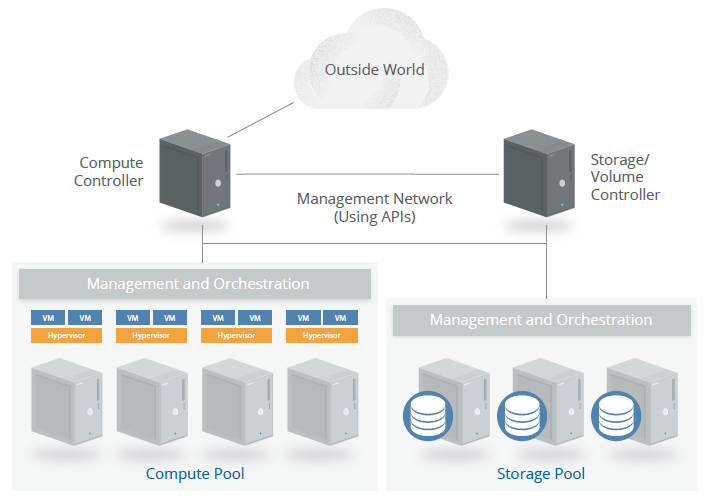 Outside World
Compute
Controller
Storage/
Volume
Controller
Management Network
(Using APIs)
Management and Orchestration
VM VM VM VM VM VM VM VM
Hypervisor Hypervisor Hypervisor Hypervisor
Management and Orchestration
Compute Pool
Storage Pool